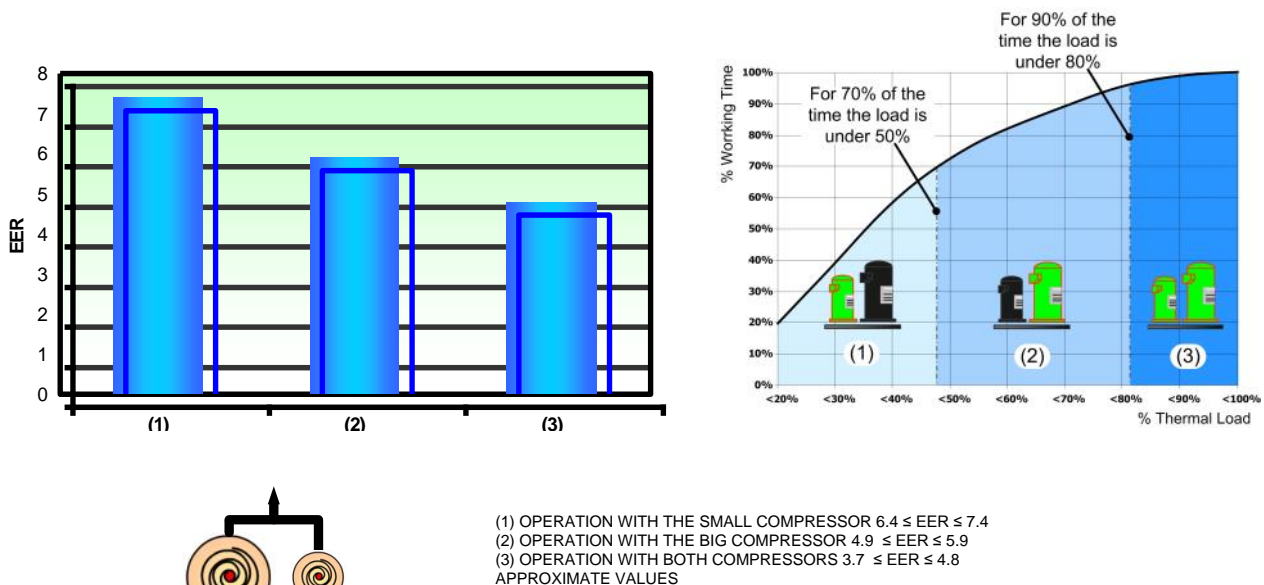 8
7
6
5
4
3
2
1
0
EER
(1)
(2)
(3)
For 90% of the
time the load is
under 80%
For 70% of the
time the load is
under 50%
% Worrking Time
100%
90%
80%
70%
60%
50%
40%
30%
20%
10%
0%
(1)
(2)
(3)
<20%
<30%
<40%
<50%
<60%
<70%
<80%
<90%
<100%
% Thermal Load
(1) OPERATION WITH THE SMALL COMPRESSOR 6.4 ≤ EER ≤ 7.4
(2) OPERATION WITH THE BIG COMPRESSOR 4.9 ≤ EER ≤ 5.9
(3) OPERATION WITH BOTH COMPRESSORS 3.7 ≤ EER ≤ 4.8
APPROXIMATE VALUES